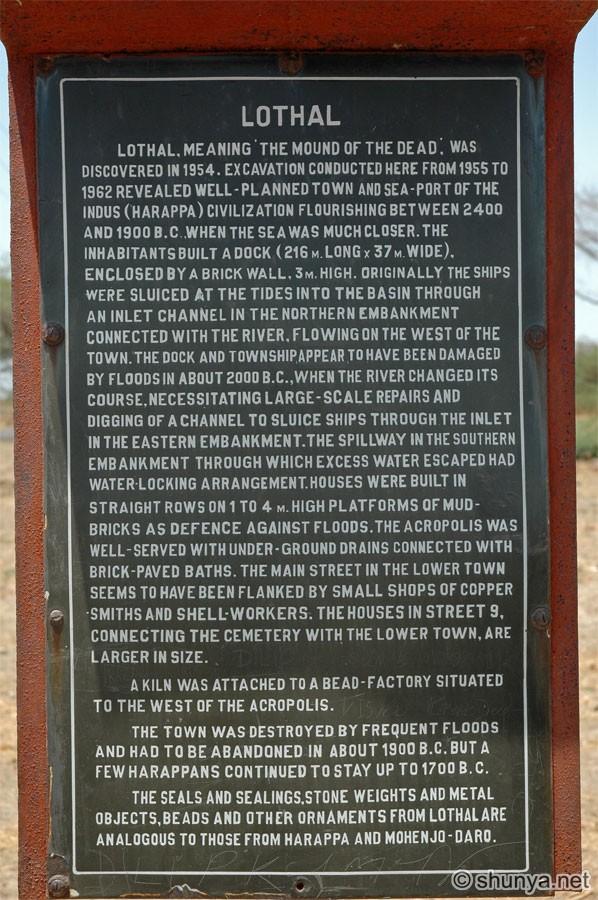 LOTHAL
LOTHAL, MEANING 'THE MOUND OF THE DEAD', WAS
DISCOVERED IN 1954. EXCAVATION CONDUCTED HERE FROM 1955 TO
1962 REVEALED WELL-PLANNED TOWN AND SEA-PORT OF THE
INDUS (HARAPPA) CIVILIZATION FLOURISHING BETWEEN 2400
AND 1900 B.C. WHEN THE SEA WAS MUCH CLOSER. THE
INHABITANTS BUILT A DOCK (216 M. LONG x 37 M. WIDE),
ENCLOSED BY A BRICK WALL, 3 M. HIGH. ORIGINALLY THE SHIPS
WERE SLUICED AT THE TIDES INTO THE BASIN THROUGH
AN INLET CHANNEL IN THE NORTHERN EMBANKMENT
CONNECTED WITH THE RIVER, FLOWING ON THE WEST OF THE
TOWN. THE DOCK AND TOWNSHIP, APPEAR, TO HAVE BEEN DAMAGED
BY FLOODS IN ABOUT 2000 B.C., WHEN THE RIVER CHANGED ITS
COURSE, NECESSITATING LARGE-SCALE REPAIRS AND
DIGGING OF A CHANNEL TO SLUICE SHIPS THROUGH THE INLET
IN THE EASTERN EMBANKMENT. THE SPILLWAY IN THE SOUTHERN
EMBANKMENT THROUGH WHICH EXCESS WATER ESCAPED HAD
WATER-LOCKING ARRANGEMENT. HOUSES WERE BUILT IN
STRAIGHT ROWS ON 1 TO 4 M. HIGH PLATFORMS OF MUD-
BRICKS AS DEFENCE AGAINST FLOODS. THE ACROPOLIS WAS
WELL-SERVED WITH UNDER-GROUND DRAINS CONNECTED WITH
BRICK-PAVED BATHS. THE MAIN STREET IN THE LOWER TOWN
SEEMS TO HAVE BEEN FLANKED BY SMALL SHOPS OF COPPER
-SMITHS AND SHELL-WORKERS. THE HOUSES IN STREET 9,
CONNECTING THE CEMETERY WITH THE LOWER TOWN, ARE
LARGER IN SIZE.
A KILN WAS ATTACHED TO A BEAD-FACTORY SITUATED
TO THE WEST OF THE ACROPOLIS.
THE TOWN WAS DESTROYED BY FREQUENT FLOODS
AND HAD TO BE ABANDONED IN ABOUT 1900 B.C. BUT A
FEW HARAPPANS CONTINUED TO STAY UP TO 1700 B.C.
THE SEALS AND SEALINGS, STONE WEIGHTS AND METAL
OBJECTS, BEADS AND OTHER ORNAMENTS FROM LOTHAL ARE
ANALOGOUS TO THOSE FROM HARAPPA AND MOHENJO-DARO.
© shunya.net